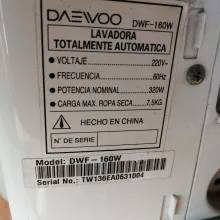 DAEWOO DWF-160W
LAVADORA
TOTALMENTE AUTOMATICA
VOLTAJE 220V~
FRECUENCIA 60Hz
POTENCIA NOMINAL 320W
CARGA MAX. ROPA SECA 7,5KG
HECHO EN CHINA
N° DE SERIE
Model: DWF-160W
Serial No.: TW136EA0631004